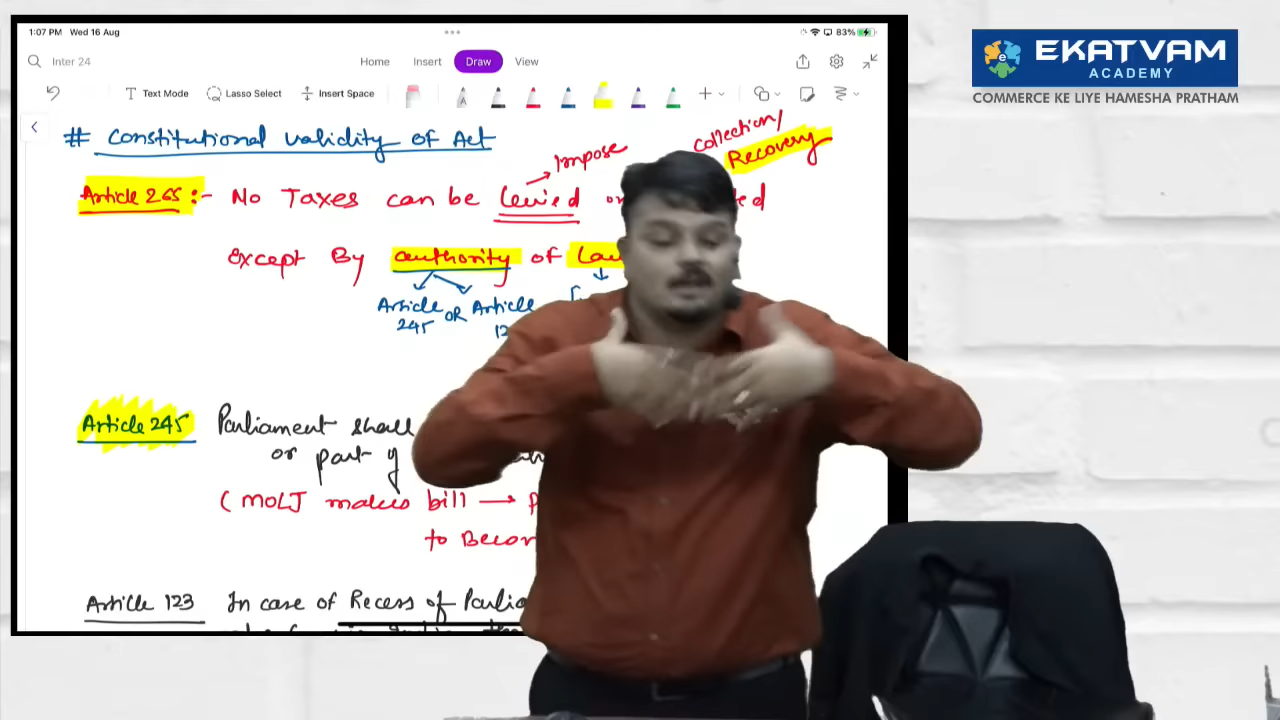 1:07 PM Wed 16 Aug
83%
Inter 24
Home Insert Draw View
Text Mode Lasso Select Insert Space
# Constitutional Validity of Act
Impose
collection/
Recovery
Article 265 :- No Taxes can be levied or
Except By authority of
Article 245 OR Article
Article 245 Parliament shall
or part of
( MOLJ makes bill →
to
Article 123 In case of Recess of
EKATVAM
ACADEMY
COMMERCE KE LIYE HAMESHA PRATHAM